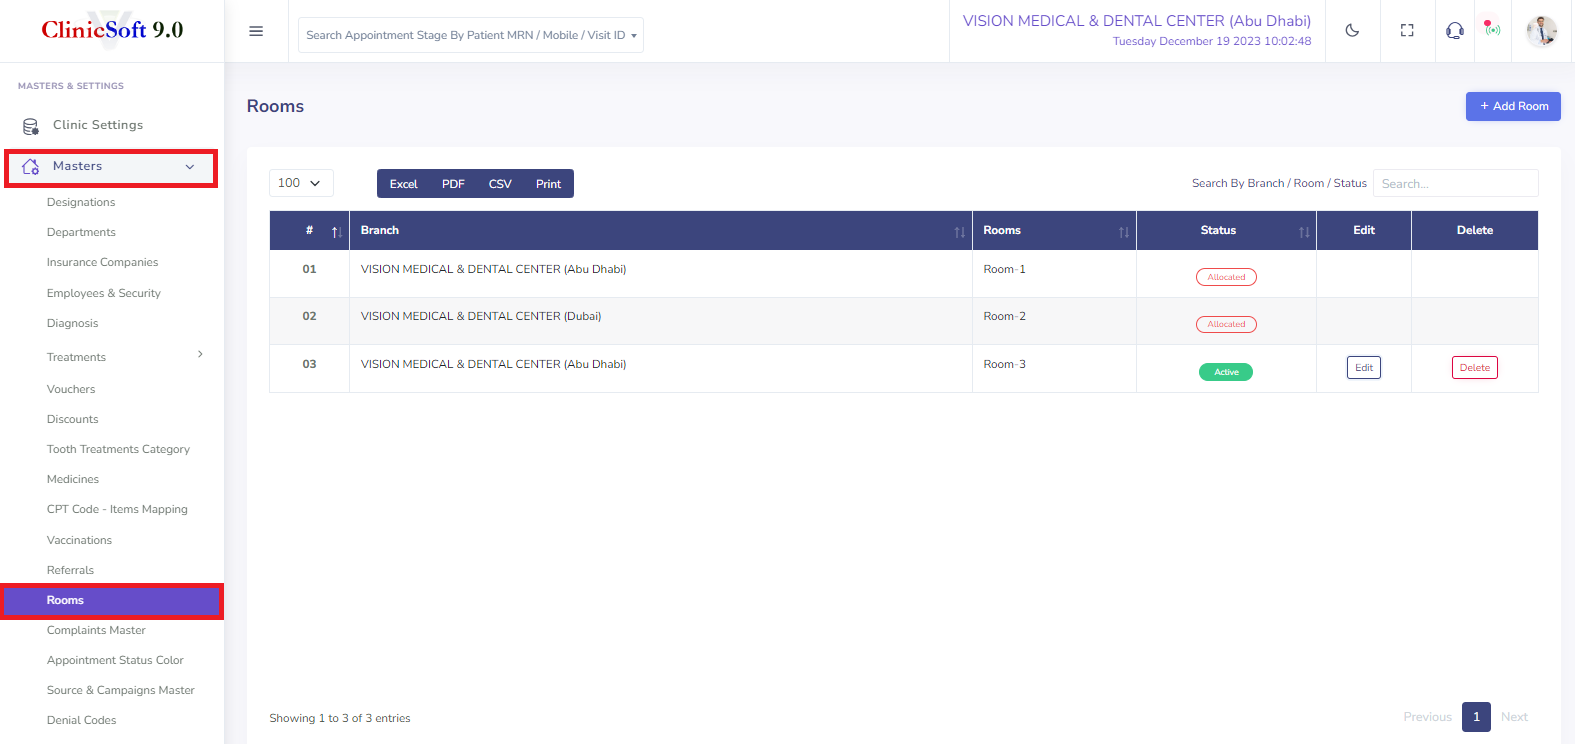 ClinicSoft 9.0
Search Appointment Stage By Patient MRN / Mobile / Visit ID
VISION MEDICAL & DENTAL CENTER (Abu Dhabi)
Tuesday December 19 2023 10:02:48
MASTERS & SETTINGS
Clinic Settings
Masters
Designations
Departments
Insurance Companies
Employees & Security
Diagnosis
Treatments
Vouchers
Discounts
Tooth Treatments Category
Medicines
CPT Code - Items Mapping
Vaccinations
Referrals
Rooms
Complaints Master
Appointment Status Color
Source & Campaigns Master
Denial Codes
Rooms
+ Add Room
100 Excel PDF CSV Print Search By Branch / Room / Status Search...
# Branch Rooms Status Edit Delete
01 VISION MEDICAL & DENTAL CENTER (Abu Dhabi) Room-1 Allocated
02 VISION MEDICAL & DENTAL CENTER (Dubai) Room-2 Allocated
03 VISION MEDICAL & DENTAL CENTER (Abu Dhabi) Room-3 Active Edit Delete
Showing 1 to 3 of 3 entries Previous 1 Next